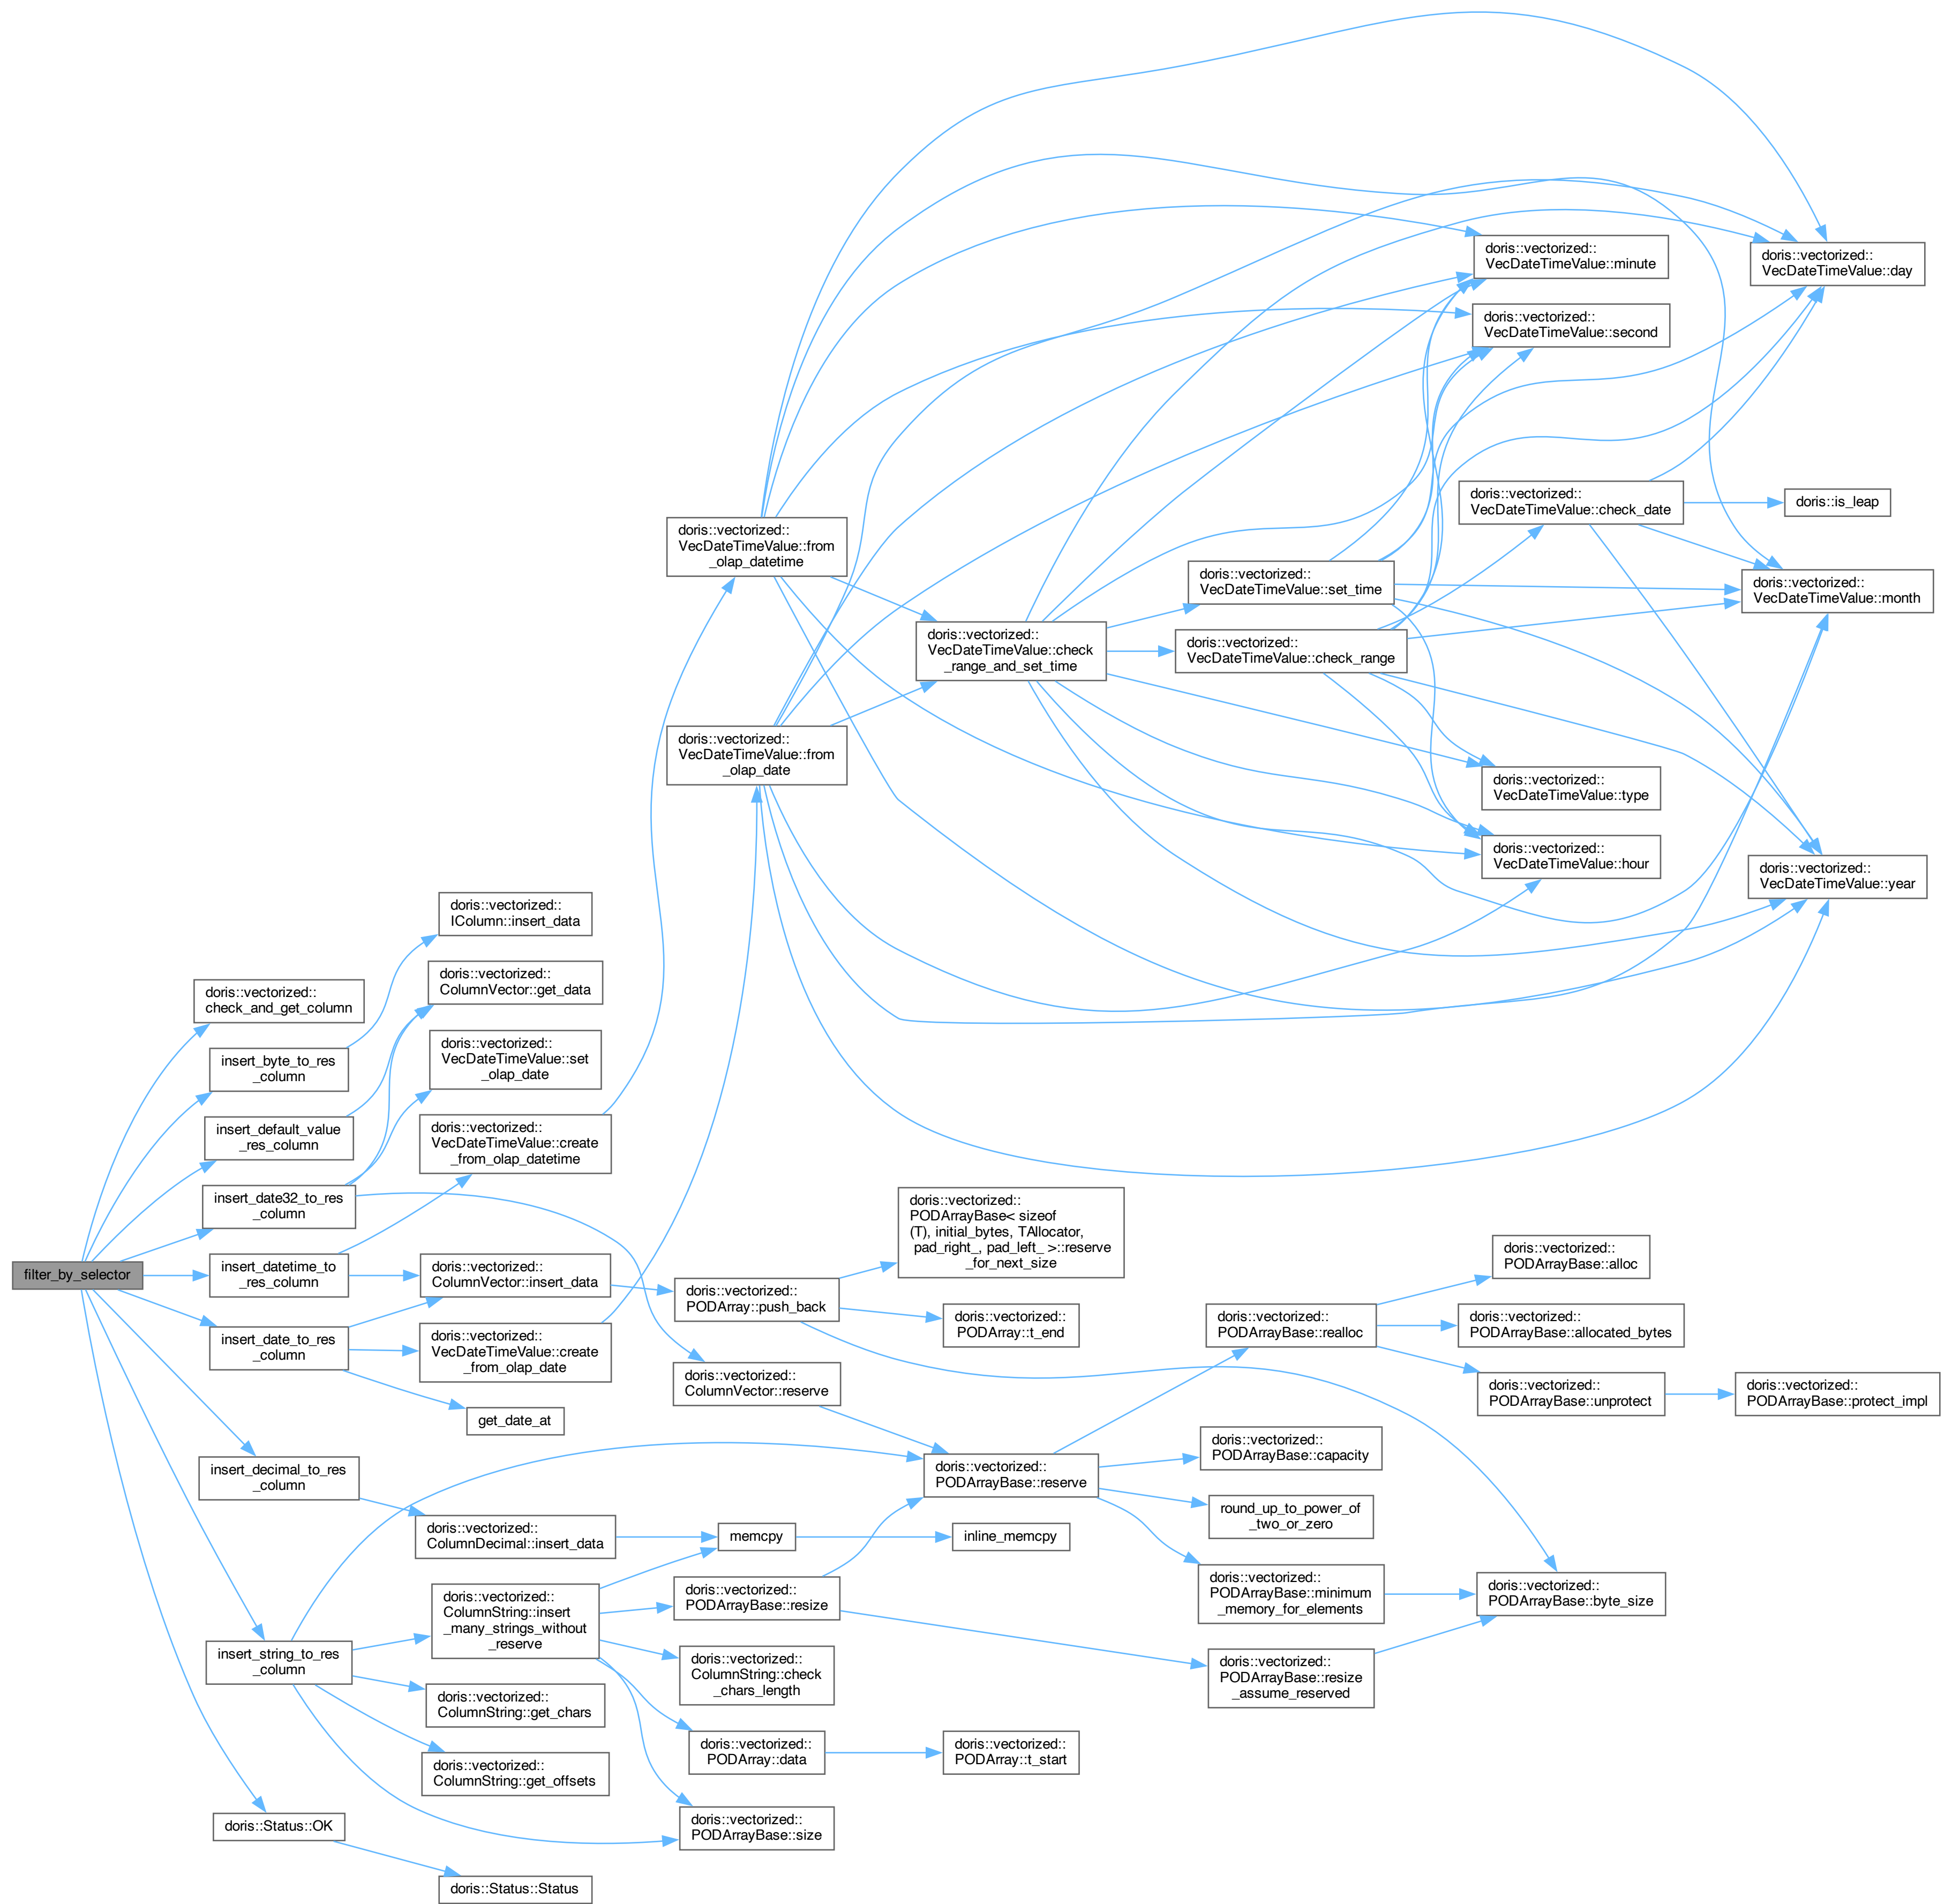 filter_by_selector
doris::vectorized::
check_and_get_column
insert_byte_to_res
_column
insert_default_value
_res_column
insert_date32_to_res
_column
insert_datetime_to
_res_column
insert_date_to_res
_column
insert_decimal_to_res
_column
insert_string_to_res
_column
doris::Status::OK
doris::vectorized::
IColumn::insert_data
doris::vectorized::
ColumnVector::get_data
doris::vectorized::
VecDateTimeValue::set
_olap_date
doris::vectorized::
VecDateTimeValue::create
_from_olap_datetime
doris::vectorized::
ColumnVector::insert_data
doris::vectorized::
VecDateTimeValue::create
_from_olap_date
get_date_at
doris::vectorized::
ColumnDecimal::insert_data
doris::vectorized::
ColumnString::insert
_many_strings_without
_reserve
doris::vectorized::
ColumnString::get_chars
doris::vectorized::
ColumnString::get_offsets
doris::Status::Status
doris::vectorized::
VecDateTimeValue::from
_olap_datetime
doris::vectorized::
VecDateTimeValue::from
_olap_date
doris::vectorized::
PODArray::push_back
doris::vectorized::
ColumnVector::reserve
memcpy
doris::vectorized::
PODArrayBase::resize
doris::vectorized::
ColumnString::check
_chars_length
doris::vectorized::
PODArray::data
doris::vectorized::
PODArrayBase::size
doris::vectorized::
VecDateTimeValue::check
_range_and_set_time
doris::vectorized::
PODArrayBase< sizeof
(T), initial_bytes, TAllocator,
pad_right_, pad_left_ >::reserve
_for_next_size
doris::vectorized::
PODArray::t_end
doris::vectorized::
PODArrayBase::reserve
inline_memcpy
doris::vectorized::
PODArray::t_start
doris::vectorized::
VecDateTimeValue::set_time
doris::vectorized::
VecDateTimeValue::check_range
doris::vectorized::
PODArrayBase::realloc
doris::vectorized::
PODArrayBase::capacity
round_up_to_power_of
_two_or_zero
doris::vectorized::
PODArrayBase::minimum
_memory_for_elements
doris::vectorized::
PODArrayBase::resize
_assume_reserved
doris::vectorized::
VecDateTimeValue::minute
doris::vectorized::
VecDateTimeValue::second
doris::vectorized::
VecDateTimeValue::check_date
doris::vectorized::
VecDateTimeValue::type
doris::vectorized::
VecDateTimeValue::hour
doris::vectorized::
PODArrayBase::alloc
doris::vectorized::
PODArrayBase::allocated_bytes
doris::vectorized::
PODArrayBase::unprotect
doris::vectorized::
PODArrayBase::byte_size
doris::vectorized::
VecDateTimeValue::day
doris::is_leap
doris::vectorized::
VecDateTimeValue::month
doris::vectorized::
VecDateTimeValue::year
doris::vectorized::
PODArrayBase::protect_impl